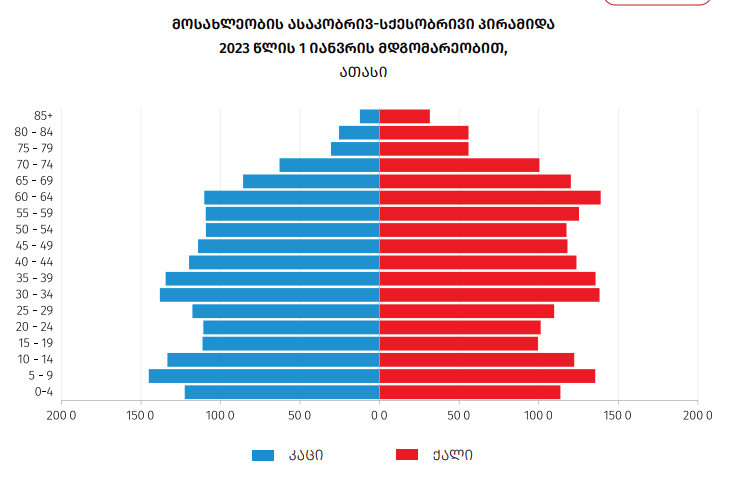 მოსახლეობის ასაკობრივ-სქესობრივი პირამიდა
2023 წლის 1 იანვრის მდგომარეობით,
ათასი
85+
80 – 84
75 – 79
70 – 74
65 – 69
60 – 64
55 – 59
50 – 54
45 – 49
40 – 44
35 – 39
30 – 34
25 – 29
20 – 24
15 – 19
10 – 14
5 – 9
0-4
200 0 150 0 100 0 50 0 0 0 50 0 100 0 150 0 200 0
კაცი ქალი